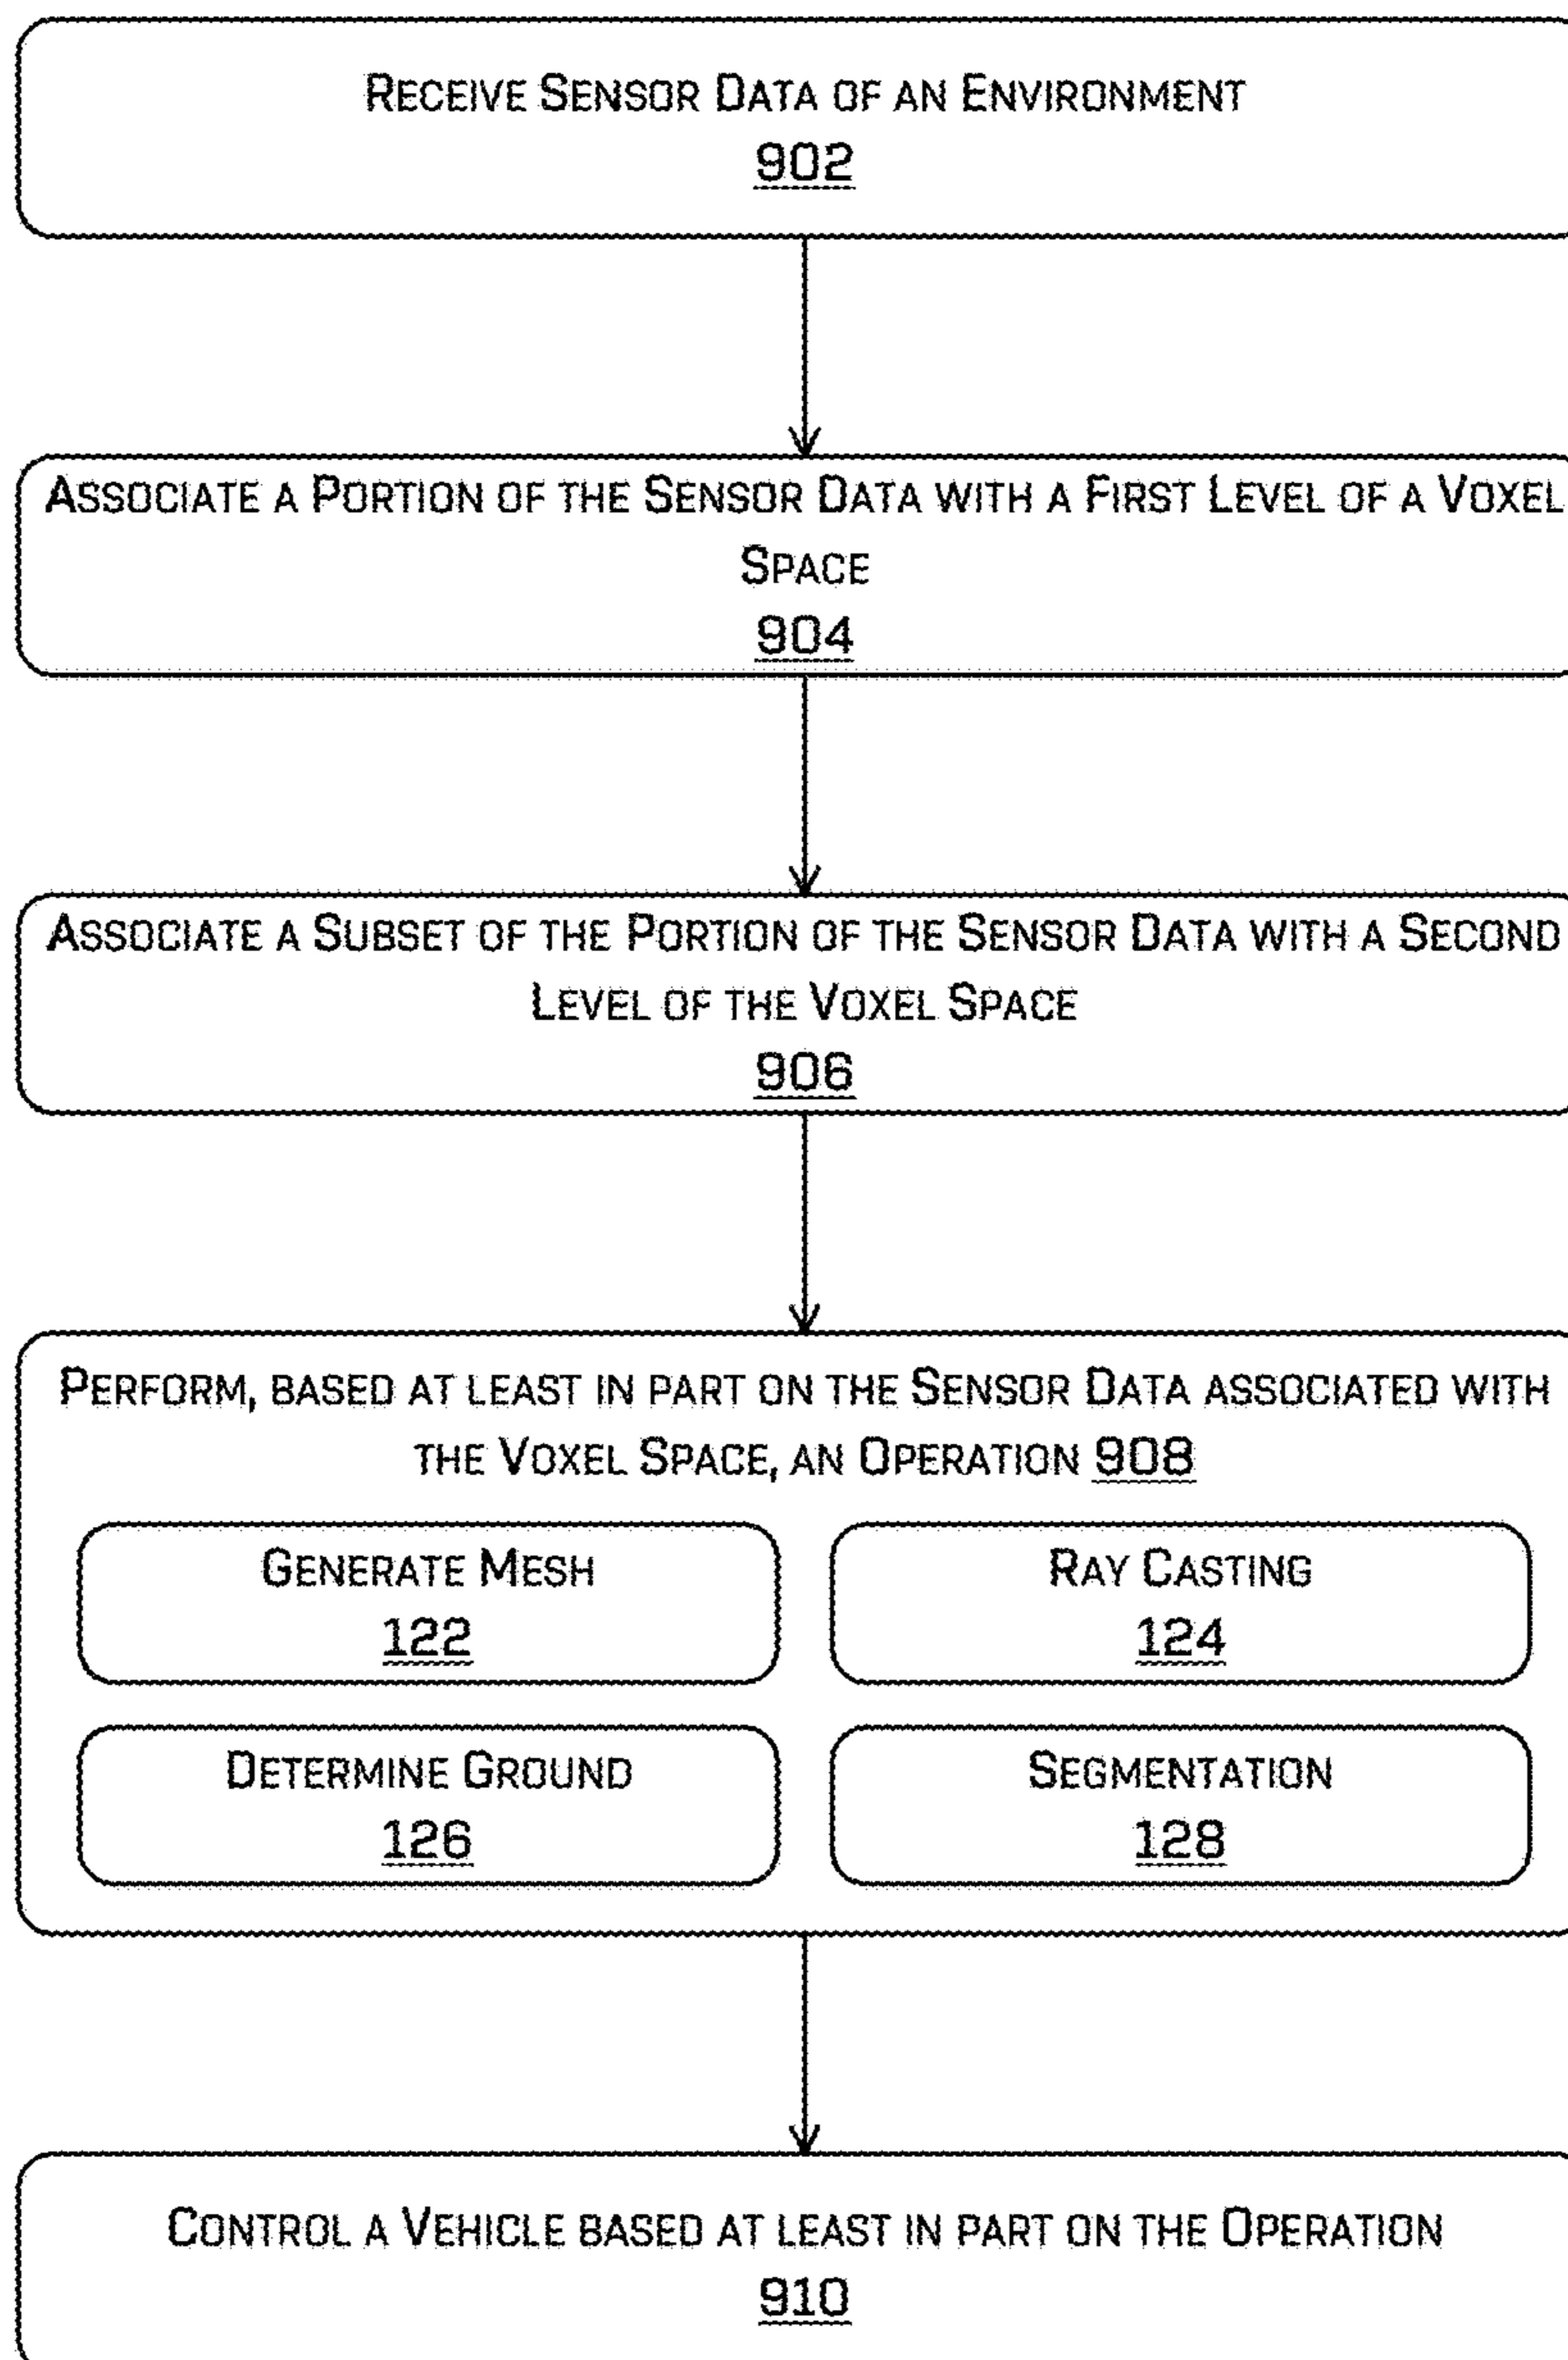 RECEIVE SENSOR DATA OF AN ENVIRONMENT
902
ASSOCIATE A PORTION OF THE SENSOR DATA WITH A FIRST LEVEL OF A VOXEL
SPACE
904
ASSOCIATE A SUBSET OF THE PORTION OF THE SENSOR DATA WITH A SECOND
LEVEL OF THE VOXEL SPACE
906
PERFORM, BASED AT LEAST IN PART ON THE SENSOR DATA ASSOCIATED WITH
THE VOXEL SPACE, AN OPERATION 908
GENERATE MESH
122
RAY CASTING
124
DETERMINE GROUND
126
SEGMENTATION
128
CONTROL A VEHICLE BASED AT LEAST IN PART ON THE OPERATION
910